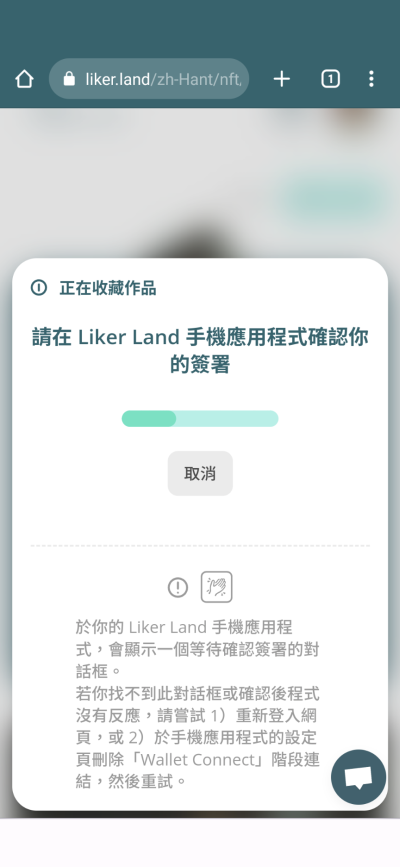 liker.land/zh-Hant/nft,
1
正在收藏作品
請在 Liker Land 手機應用程式確認你
的簽署
取消
於你的 Liker Land 手機應用程
式，會顯示一個等待確認簽署的對
話框。
若你找不到此對話框或確認後程式
沒有反應，請嘗試 1）重新登入網
頁，或 2）於手機應用程式的設定
頁刪除「Wallet Connect」階段連
結，然後重試。